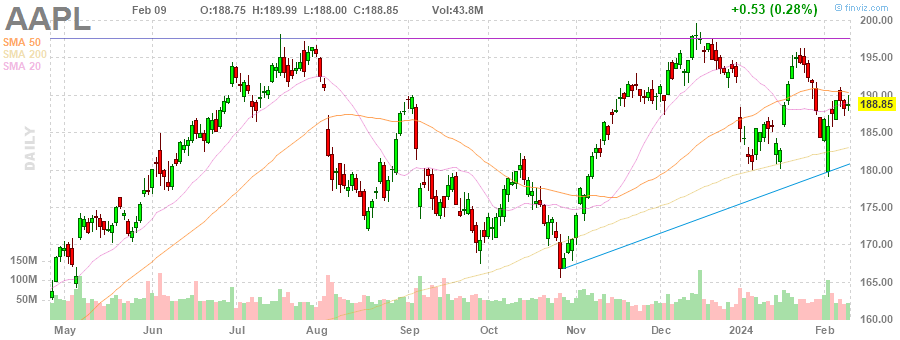 AAPL
Feb 09 O:188.75 H:189.99 L:188.00 C:188.85 Vol:43.8M
+0.53 (0.28%)
© finviz.com
SMA 50
SMA 200
SMA 20
DAILY
200.00
195.00
190.00
188.85
185.00
180.00
175.00
170.00
165.00
160.00
150M
100M
50M
May Jun Jul Aug Sep Oct Nov Dec 2024 Feb